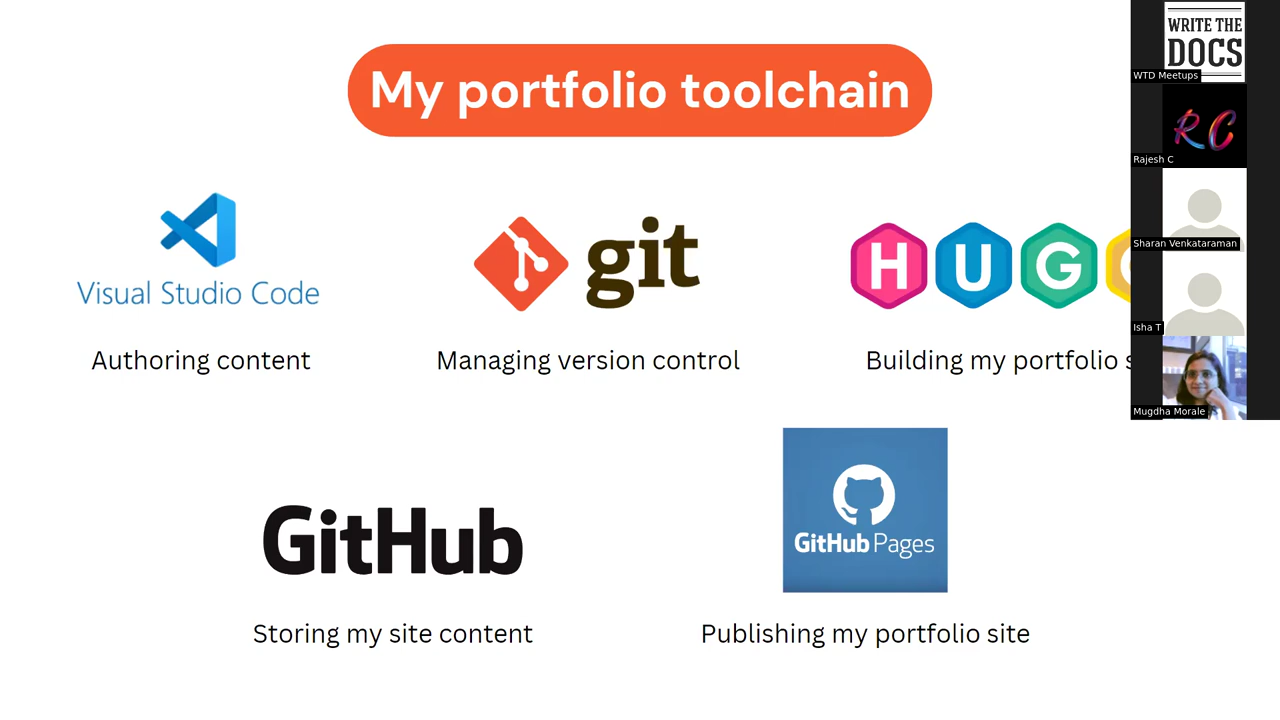 My portfolio toolchain
Visual Studio Code
Authoring content
git
Managing version control
HUG
Building my portfolio
GitHub
Storing my site content
GitHub Pages
Publishing my portfolio site
WRITE THE
DOCS
WTD Meetups
RC
Rajesh C
Sharan Venkataraman
Isha T
Mugdha Morale